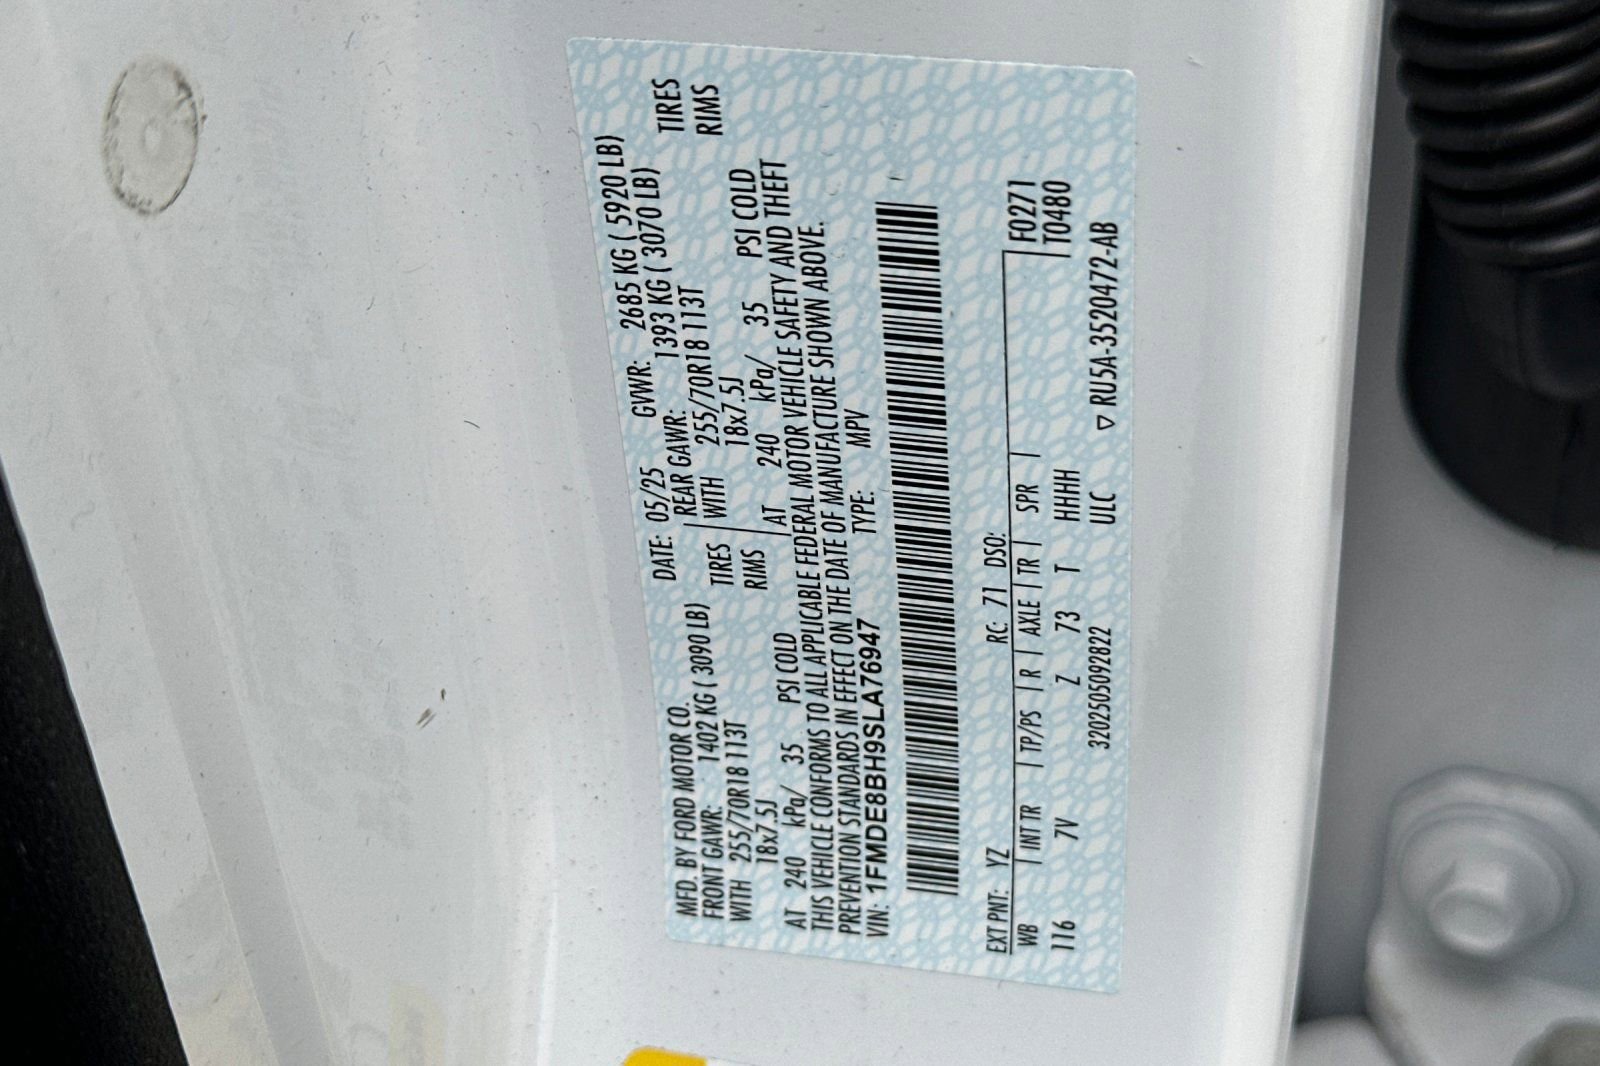 MFD. BY FORD MOTOR CO. DATE: 05/25 GVWR: 2685 KG ( 5920 LB)
FRONT GAWR: 1402 KG ( 3090 LB) REAR GAWR: 1393 KG ( 3070 LB)
WITH 255/70R18 113T TIRES WITH 255/70R18 113T TIRES
18x7.5J RIMS 18x7.5J RIMS
AT 240 kPa/ 35 PSI COLD AT 240 kPa/ 35 PSI COLD
THIS VEHICLE CONFORMS TO ALL APPLICABLE FEDERAL MOTOR VEHICLE SAFETY AND THEFT
PREVENTION STANDARDS IN EFFECT ON THE DATE OF MANUFACTURE SHOWN ABOVE.
VIN: 1FMDE8BH9SLA76947 TYPE: MPV
EXT PNT: YZ RC: 71 DSO: F0271
WB INT TR TP/PS R AXLE TR SPR T0480
116 7V Z 73 T HHHH
320250509​2822 ULC ▽ RU5A-3520472-AB